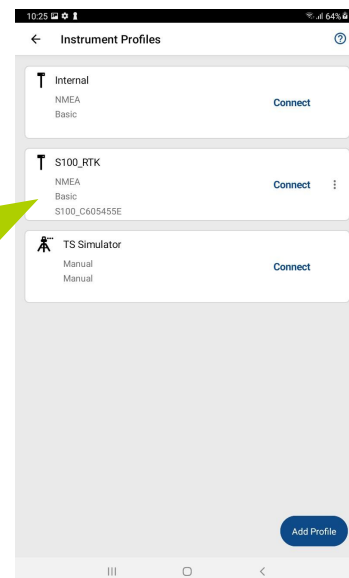 10:25 64%
Instrument Profiles
Internal
NMEA
Connect
Basic
S100_RTK
NMEA
Connect
Basic
S100_C605455E
TS Simulator
Manual
Connect
Manual
Add Profile